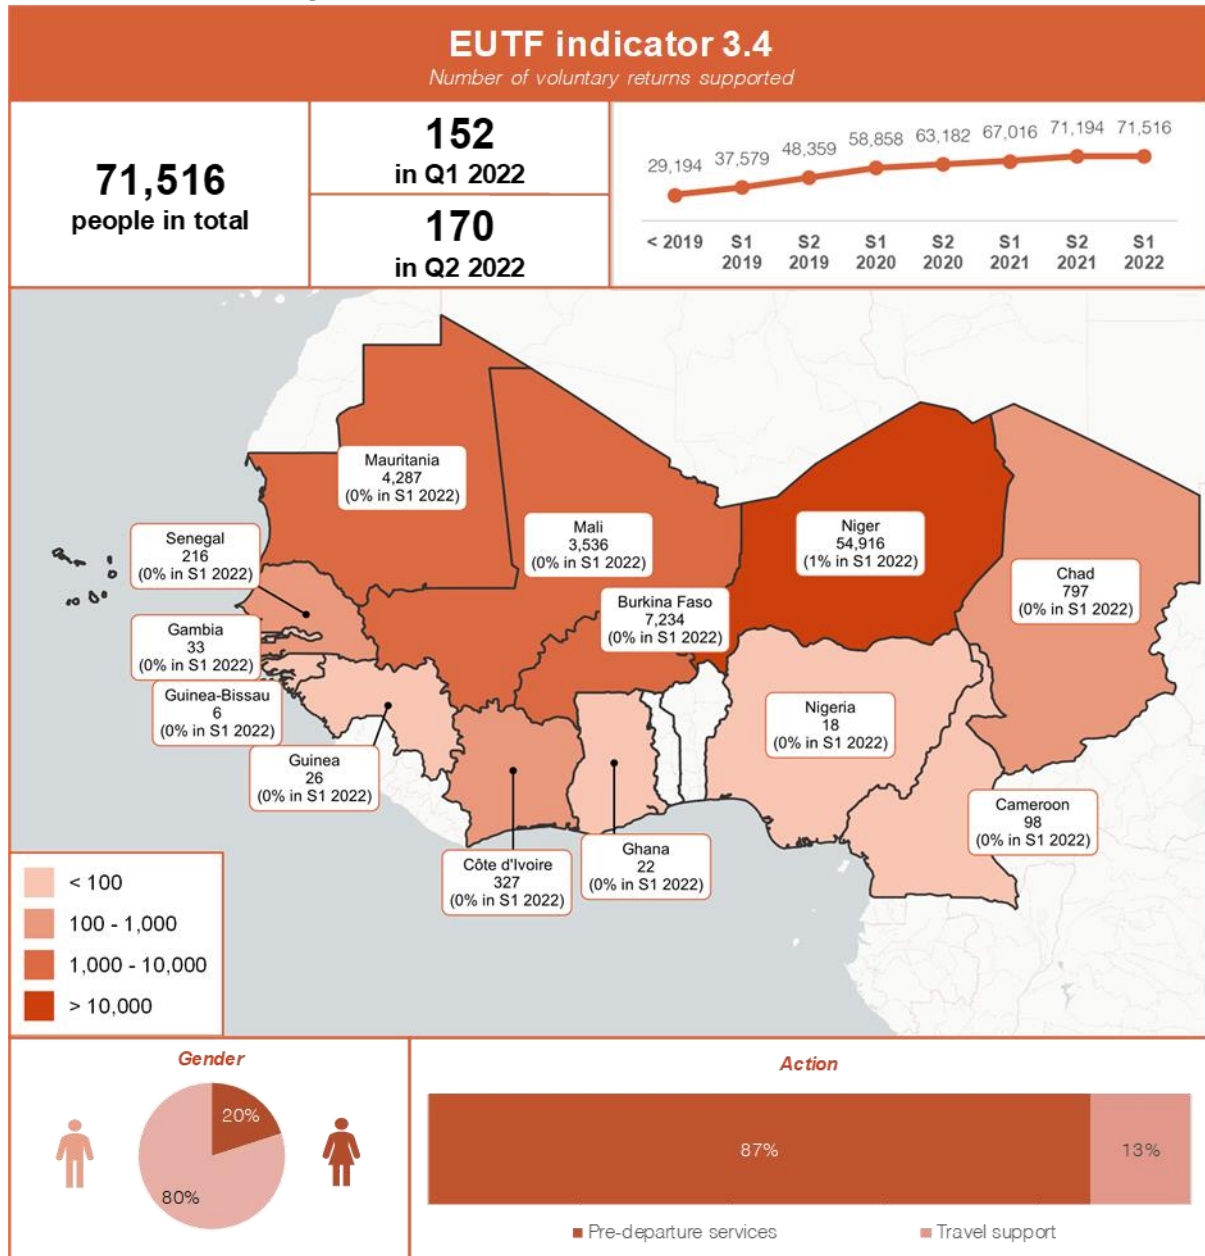 EUTF indicator 3.4
Number of voluntary returns supported
71,516
people in total
152
in Q1 2022
170
in Q2 2022
29,194 37,579 48,359 58,858 63,182 67,016 71,194 71,516
< 2019 S1 S2 S1 S2 S1 S2 S1
2019 2019 2020 2020 2021 2021 2022
Mauritania
4,287
(0% in S1 2022)
Mali
3,536
(0% in S1 2022)
Niger
54,916
(1% in S1 2022)
Senegal
216
(0% in S1 2022)
Chad
797
(0% in S1 2022)
Burkina Faso
7,234
(0% in S1 2022)
Gambia
33
(0% in S1 2022)
Guinea-Bissau
6
(0% in S1 2022)
Nigeria
18
(0% in S1 2022)
Guinea
26
(0% in S1 2022)
Cameroon
98
(0% in S1 2022)
Côte d'Ivoire
327
(0% in S1 2022)
Ghana
22
(0% in S1 2022)
< 100
100 - 1,000
1,000 - 10,000
> 10,000
Gender
20%
80%
Action
87%
13%
Pre-departure services
Travel support